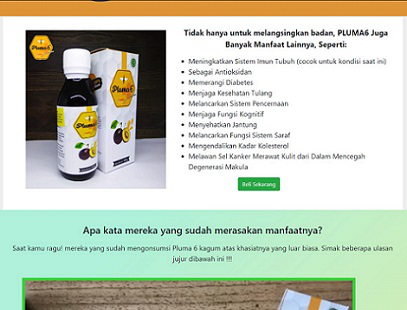 Pluma6
Pluma6
Tidak hanya untuk melangsingkan badan, PLUMA6 Juga
Banyak Manfaat Lainnya, Seperti:
Meningkatkan Sistem Imun Tubuh (cocok untuk kondisi saat ini)
Sebagai Antioksidan
Memerangi Diabetes
Menjaga Kesehatan Tulang
Melancarkan Sistem Pencernaan
Menjaga Fungsi Kognitif
Menyehatkan Jantung
Melancarkan Fungsi Sistem Saraf
Mengendalikan Kadar Kolesterol
Melawan Sel Kanker Merawat Kulit dari Dalam Mencegah
Degenerasi Makula
Beli Sekarang
Apa kata mereka yang sudah merasakan manfaatnya?
Saat kamu ragu! mereka yang sudah mengonsumsi Pluma 6 kagum atas khasiatnya yang luar biasa. Simak beberapa ulasan
jujur dibawah ini !!!